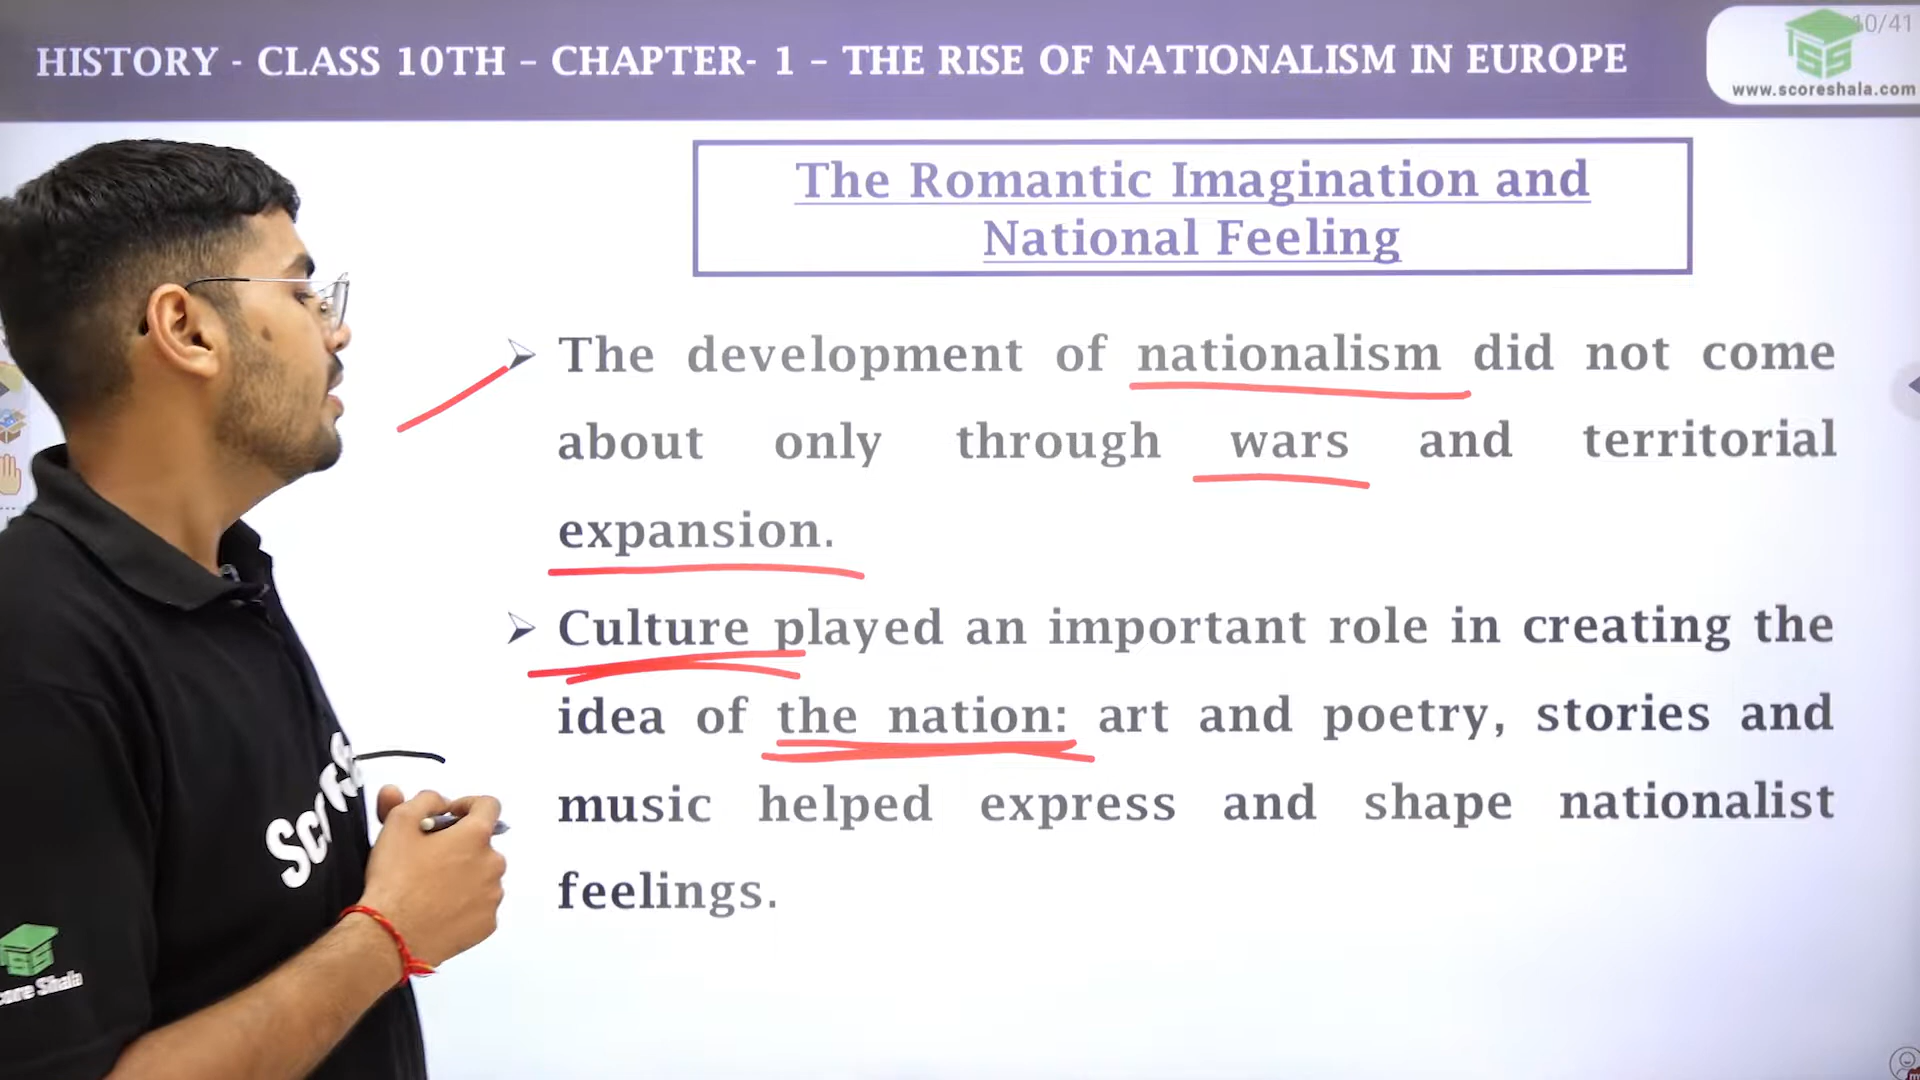 HISTORY - CLASS 10TH – CHAPTER- 1 – THE RISE OF NATIONALISM IN EUROPE
10/41
www.scoreshala.com
The Romantic Imagination and
National Feeling
➢ The development of nationalism did not come
about only through wars and territorial
expansion.
➢ Culture played an important role in creating the
idea of the nation: art and poetry, stories and
music helped express and shape nationalist
feelings.
Shala